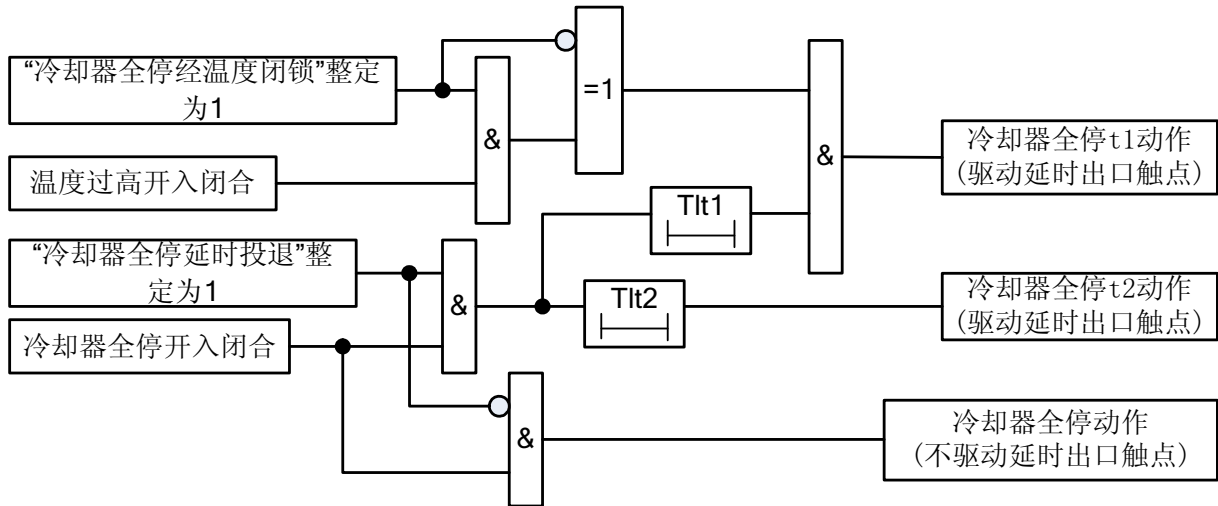 “冷却器全停经温度闭锁”整定
为1
=1
&
冷却器全停t1动作
(驱动延时出口触点)
&
温度过高开入闭合
Tlt1
“冷却器全停延时投退”整
定为1
&
Tlt2
冷却器全停t2动作
(驱动延时出口触点)
冷却器全停开入闭合
&
冷却器全停动作
(不驱动延时出口触点)